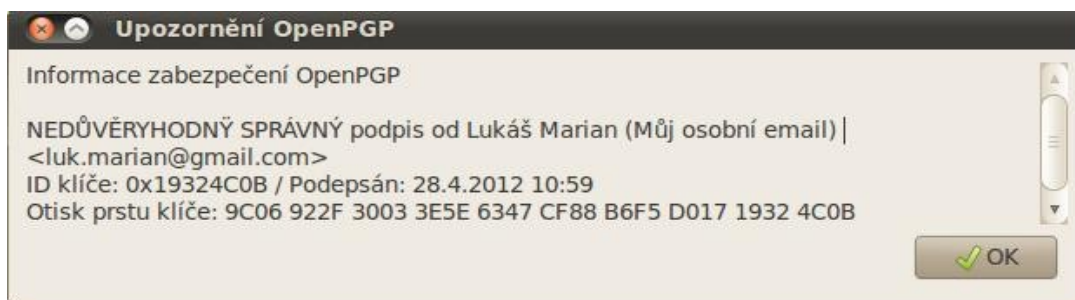 Upozornění OpenPGP
Informace zabezpečení OpenPGP
NEDŮVĚRYHODNÝ SPRÁVNÝ podpis od Lukáš Marian (Můj osobní email)
<luk.marian@gmail.com>
ID klíče: 0x19324C0B / Podepsán: 28.4.2012 10:59
Otisk prstu klíče: 9C06 922F 3003 3E5E 6347 CF88 B6F5 D017 1932 4C0B
OK